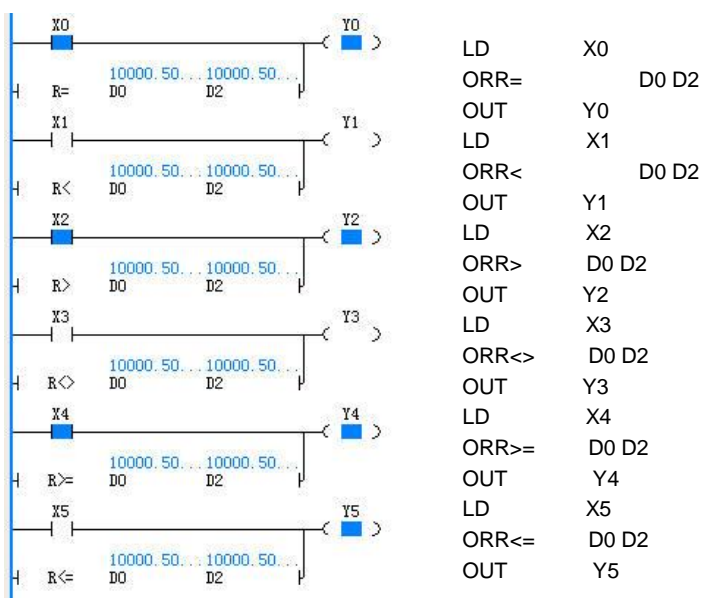 X0 Y0
10000.50... 10000.50...
R= D0 D2
X1 Y1
10000.50... 10000.50...
R< D0 D2
X2 Y2
10000.50... 10000.50...
R> D0 D2
X3 Y3
10000.50... 10000.50...
R<> D0 D2
X4 Y4
10000.50... 10000.50...
R>= D0 D2
X5 Y5
10000.50... 10000.50...
R<= D0 D2
LD X0
ORR= D0 D2
OUT Y0
LD X1
ORR< D0 D2
OUT Y1
LD X2
ORR> D0 D2
OUT Y2
LD X3
ORR<> D0 D2
OUT Y3
LD X4
ORR>= D0 D2
OUT Y4
LD X5
ORR<= D0 D2
OUT Y5